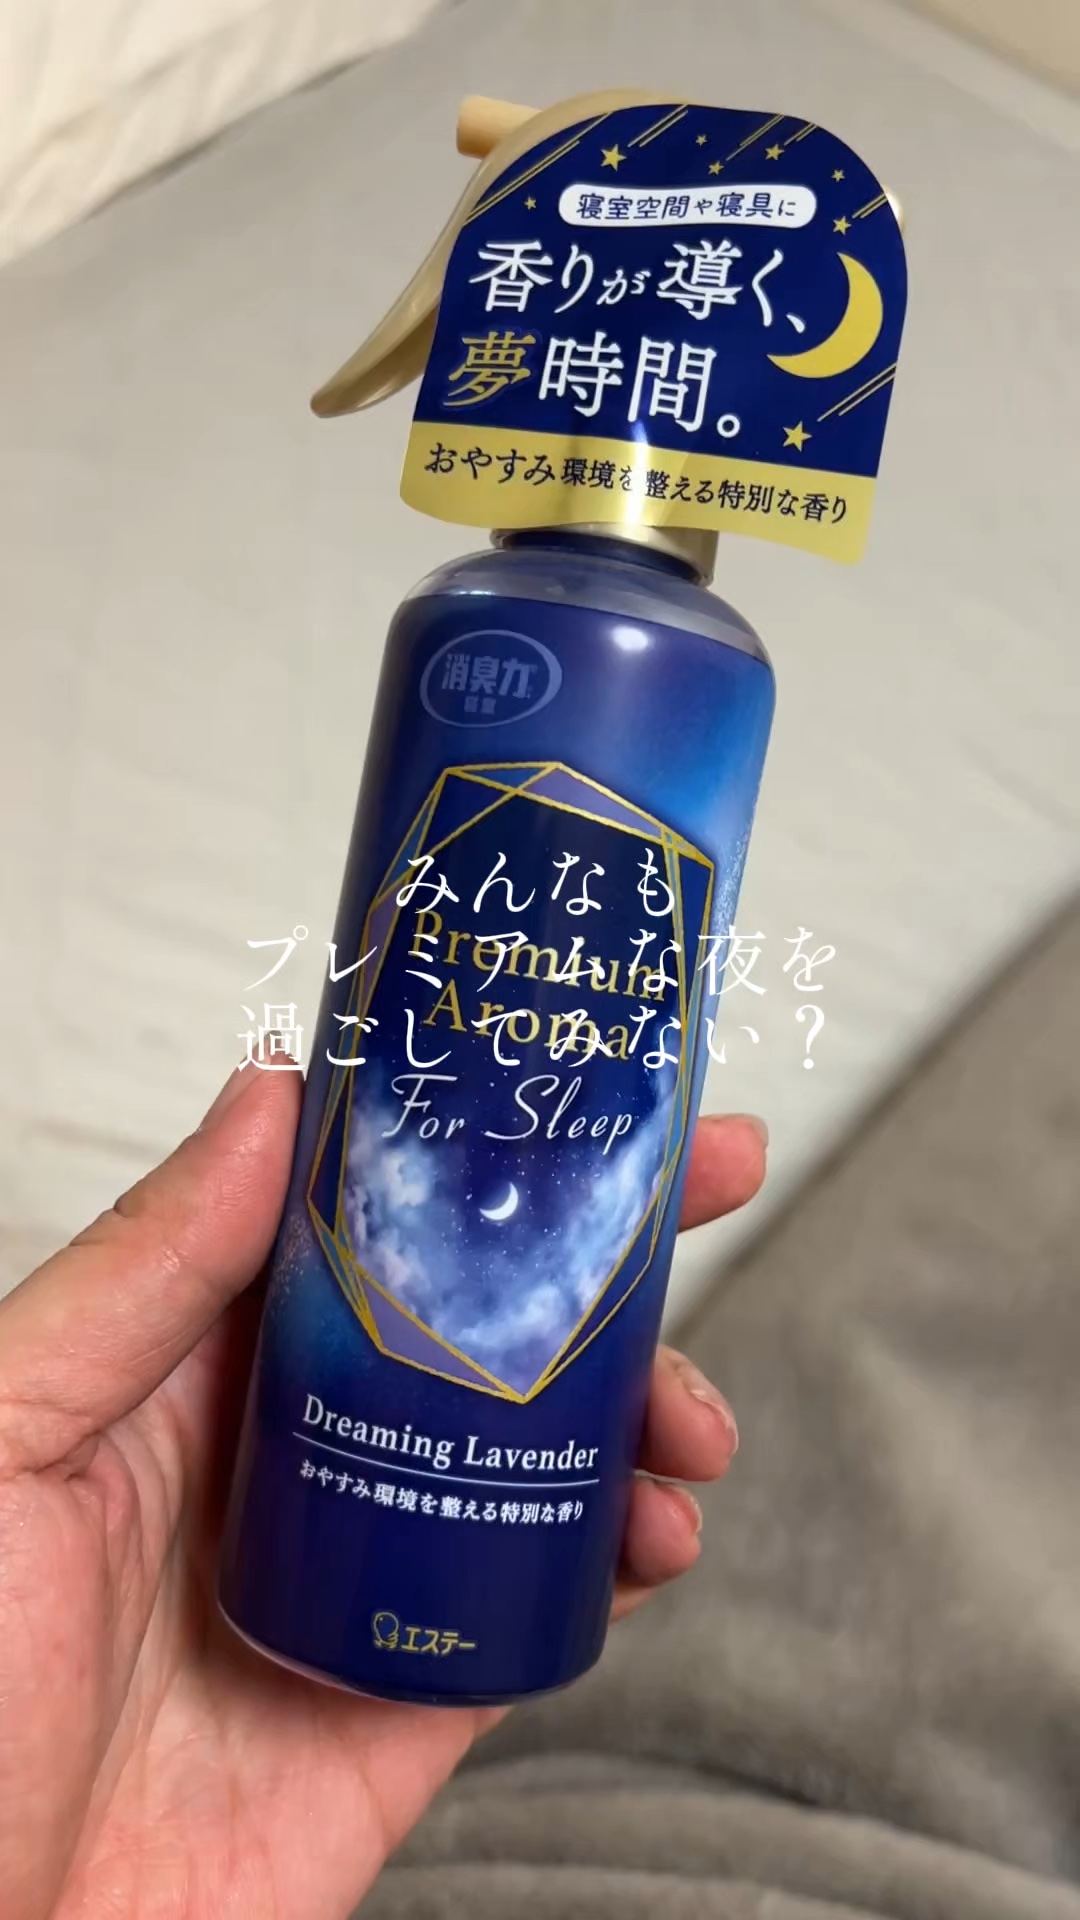 寝室空間や寝具に
香りが導く、
夢時間。
おやすみ環境を整える特別な香り
消臭力
寝室
みんなも
プレミアムな夜を
過ごしてみない？
Premium
Aroma
For Sleep
Dreaming Lavender
おやすみ環境を整える特別な香り
エステー